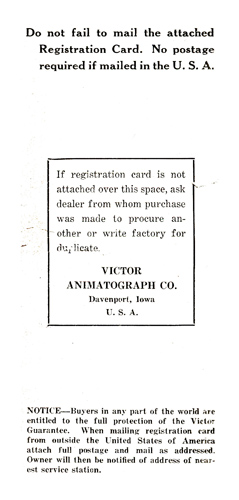 Do not fail to mail the attached
Registration Card. No postage
required if mailed in the U. S. A.
If registration card is not
attached over this space, ask
dealer from whom purchase
was made to procure an-
other or write factory for
duplicate.
VICTOR
ANIMATOGRAPH CO.
Davenport, Iowa
U. S. A.
NOTICE—Buyers in any part of the world are
entitled to the full protection of the Victor
Guarantee. When mailing registration card
from outside the United States of America
attach full postage and mail as addressed.
Owner will then be notified of address of near-
est service station.